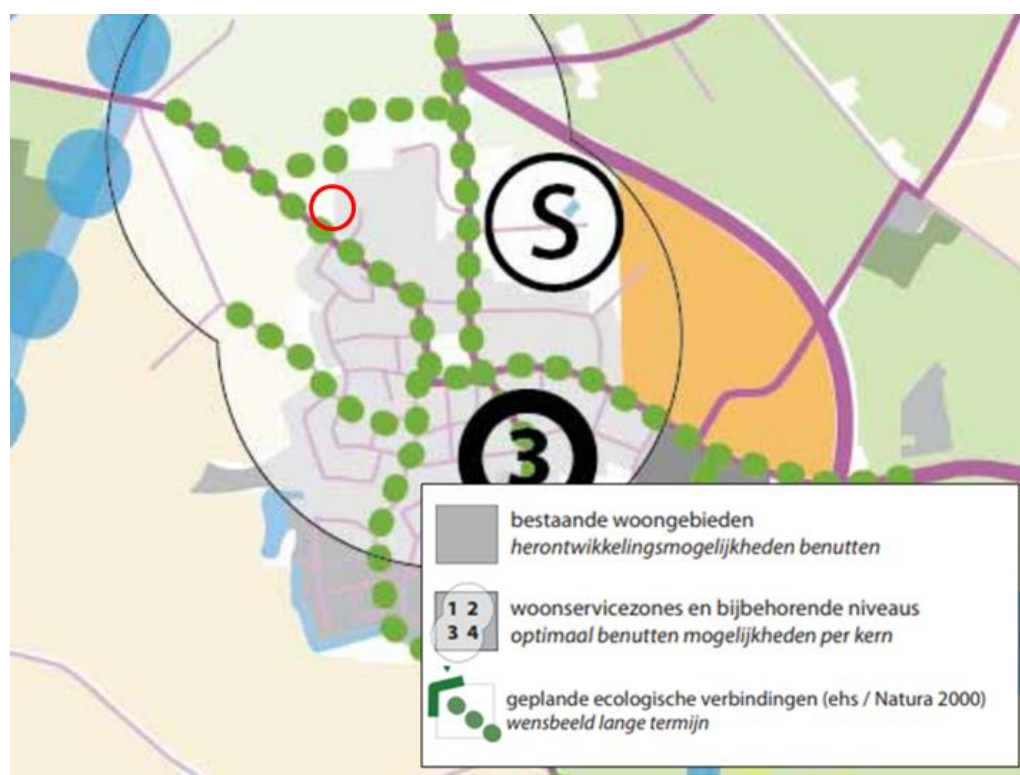 S
3
bestaande woongebieden
herontwikkelingsmogelijkheden benutten
1 2
3 4
woonservicezones en bijbehorende niveaus
optimaal benutten mogelijkheden per kern
geplande ecologische verbindingen (ehs / Natura 2000)
wensbeeld lange termijn